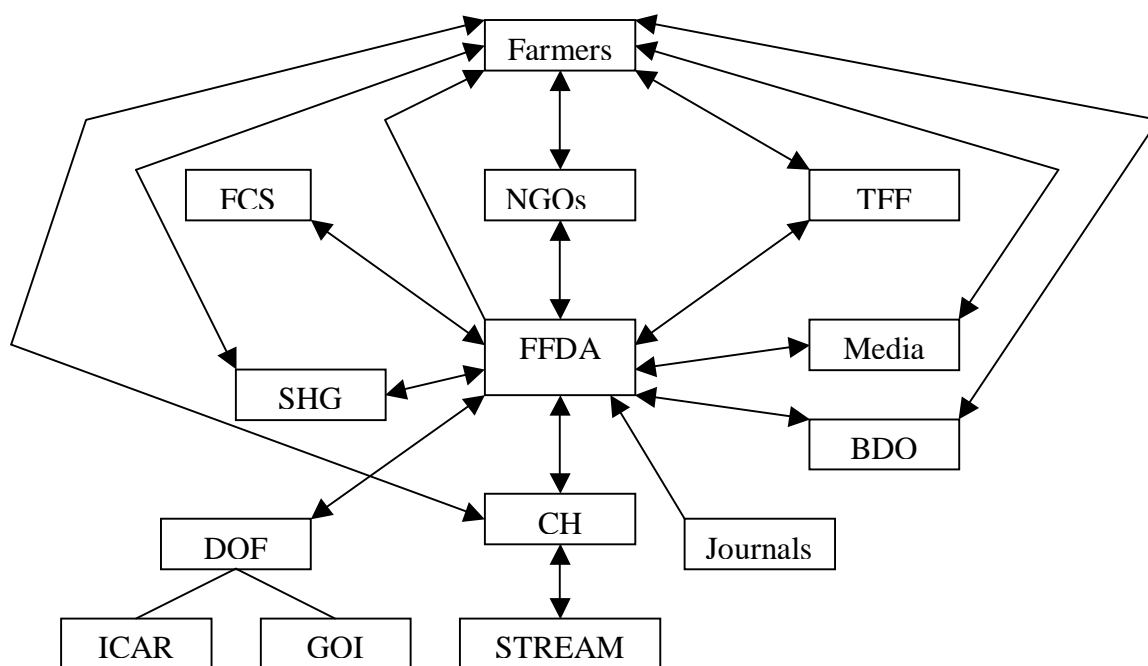 Farmers
FCS
NGOs
TFF
FFDA
Media
SHG
BDO
CH
DOF
Journals
ICAR
GOI
STREAM